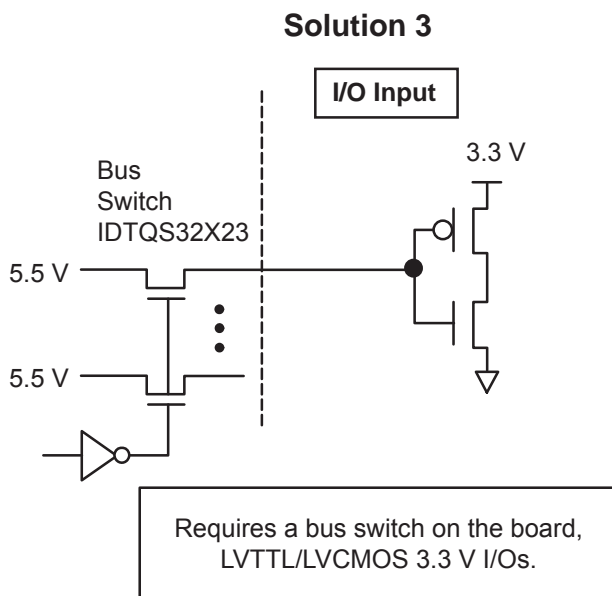 Solution 3
I/O Input
3.3 V
Bus
Switch
IDTQS32X23
5.5 V
5.5 V
Requires a bus switch on the board,
LVTTL/LVCMOS 3.3 V I/Os.